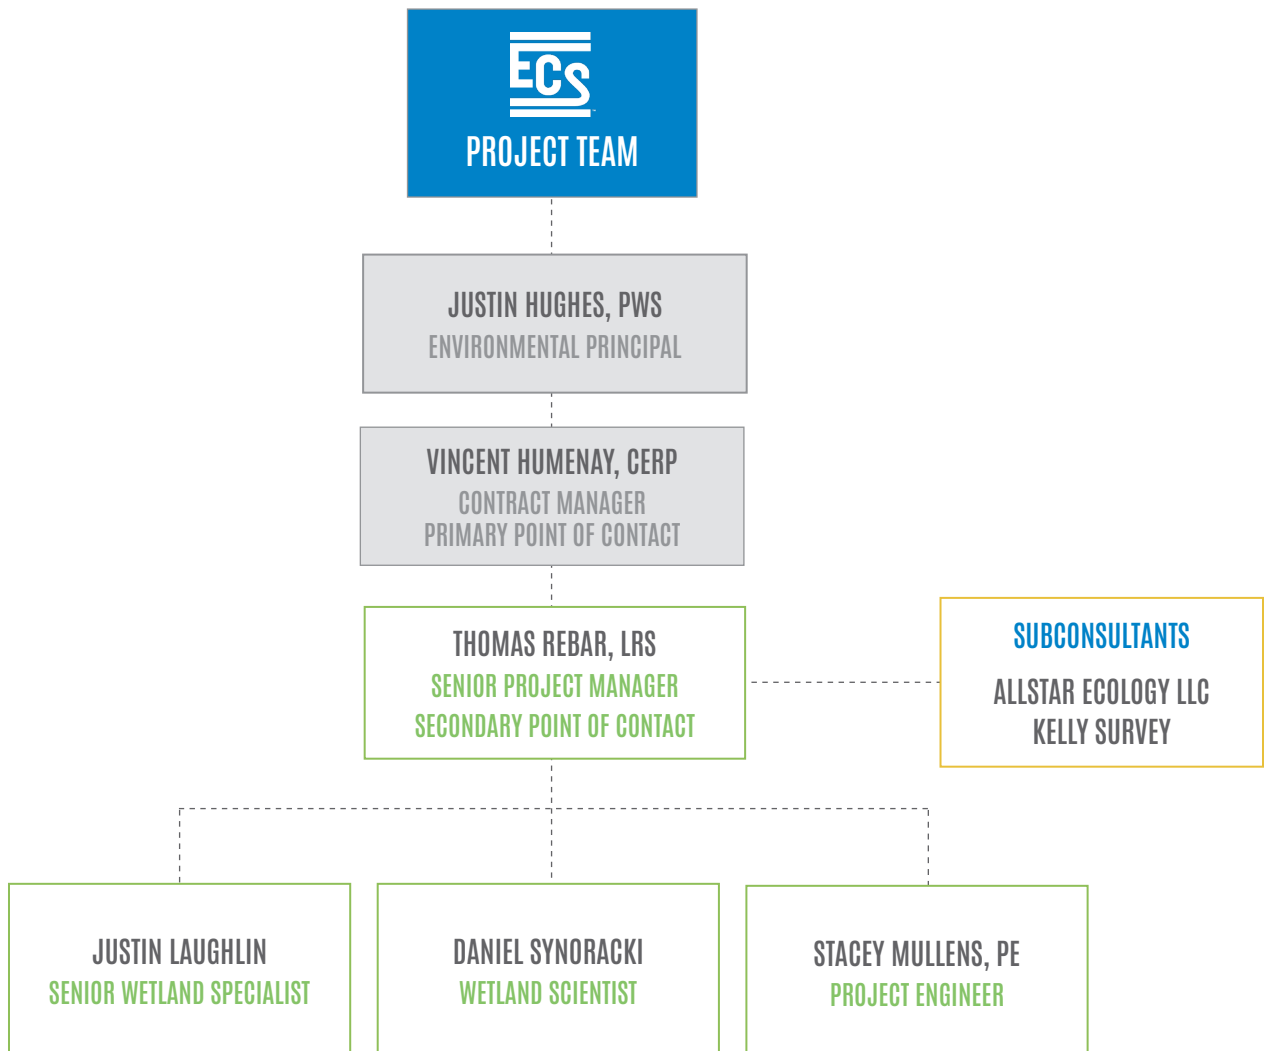 ECS
PROJECT TEAM
JUSTIN HUGHES, PWS
ENVIRONMENTAL PRINCIPAL
VINCENT HUMENAY, CERP
CONTRACT MANAGER
PRIMARY POINT OF CONTACT
THOMAS REBAR, LRS
SENIOR PROJECT MANAGER
SECONDARY POINT OF CONTACT
SUBCONSULTANTS
ALLSTAR ECOLOGY LLC
KELLY SURVEY
JUSTIN LAUGHLIN
SENIOR WETLAND SPECIALIST
DANIEL SYNORACKI
WETLAND SCIENTIST
STACEY MULLENS, PE
PROJECT ENGINEER